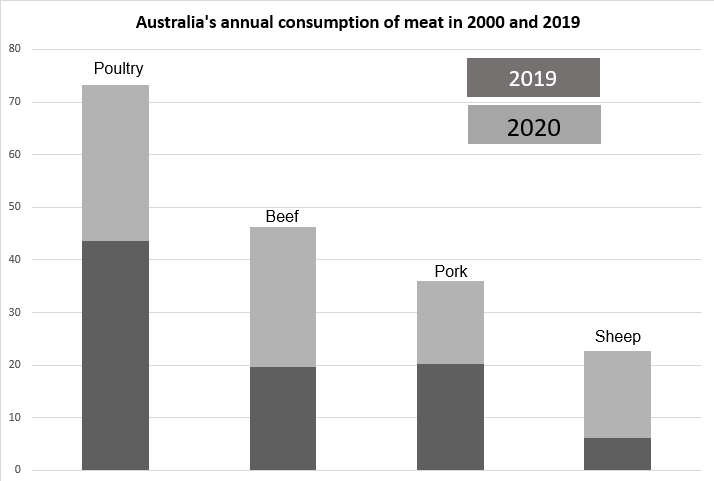 Australia's annual consumption of meat in 2000 and 2019
80
Poultry
2019
70
2020
60
50
Beef
40
Pork
30
Sheep
20
10
0